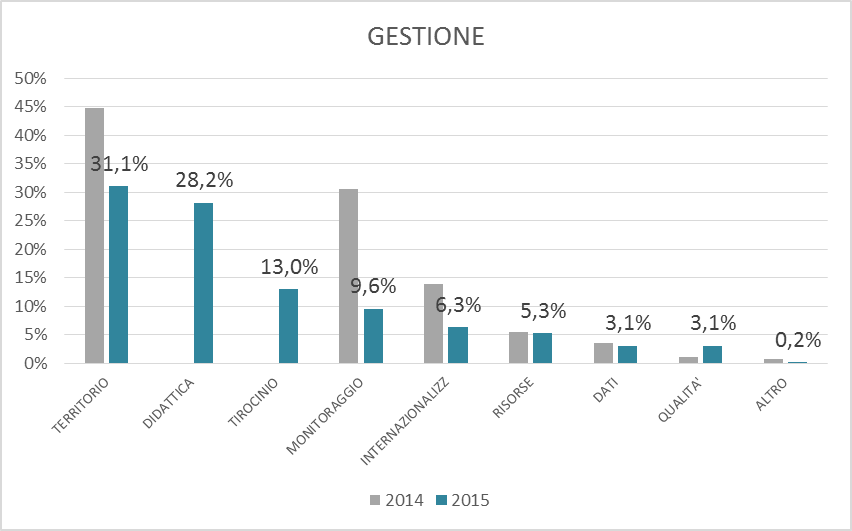 GESTIONE
50%
45%
40%
35%
30%
25%
20%
15%
10%
5%
0%
31,1%
28,2%
13,0%
9,6%
6,3%
5,3%
3,1%
3,1%
0,2%
TERRITORIO
DIDATTICA
TIROCINIO
MONITORAGGIO
INTERNAZIONALIZZ
RISORSE
DATI
QUALITA'
ALTRO
2014 2015